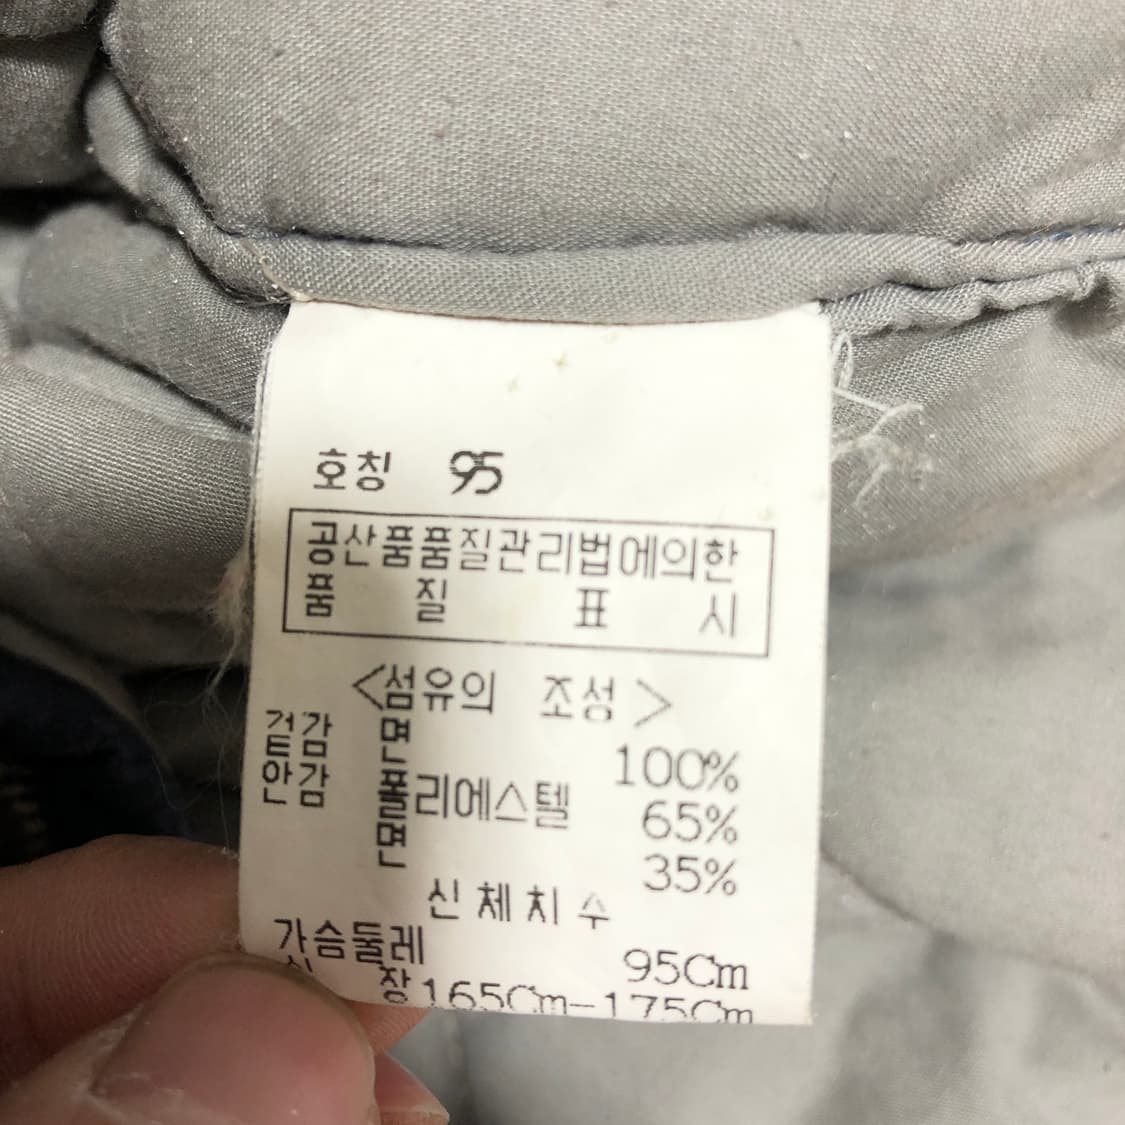 호칭 95
공산품품질관리법에의한
품 질 표 시
<섬유의 조성>
겉감 면 100%
안감 폴리에스텔 65%
면 35%
신체치수
가슴둘레 95Cm
신 장 165Cm-175Cm